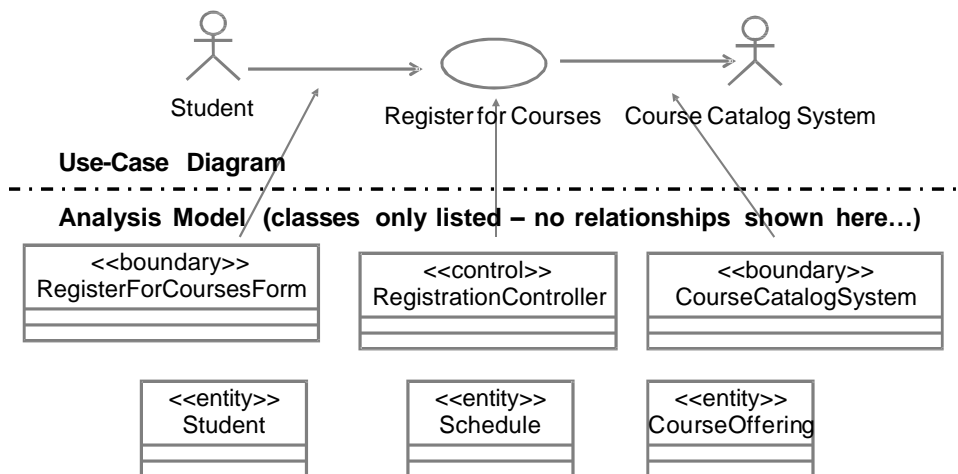 Student
Register for Courses
Course Catalog System
Use-Case Diagram
Analysis Model (classes only listed – no relationships shown here…)
<<boundary>>
RegisterForCoursesForm
<<control>>
RegistrationController
<<boundary>>
CourseCatalogSystem
<<entity>>
Student
<<entity>>
Schedule
<<entity>>
CourseOffering